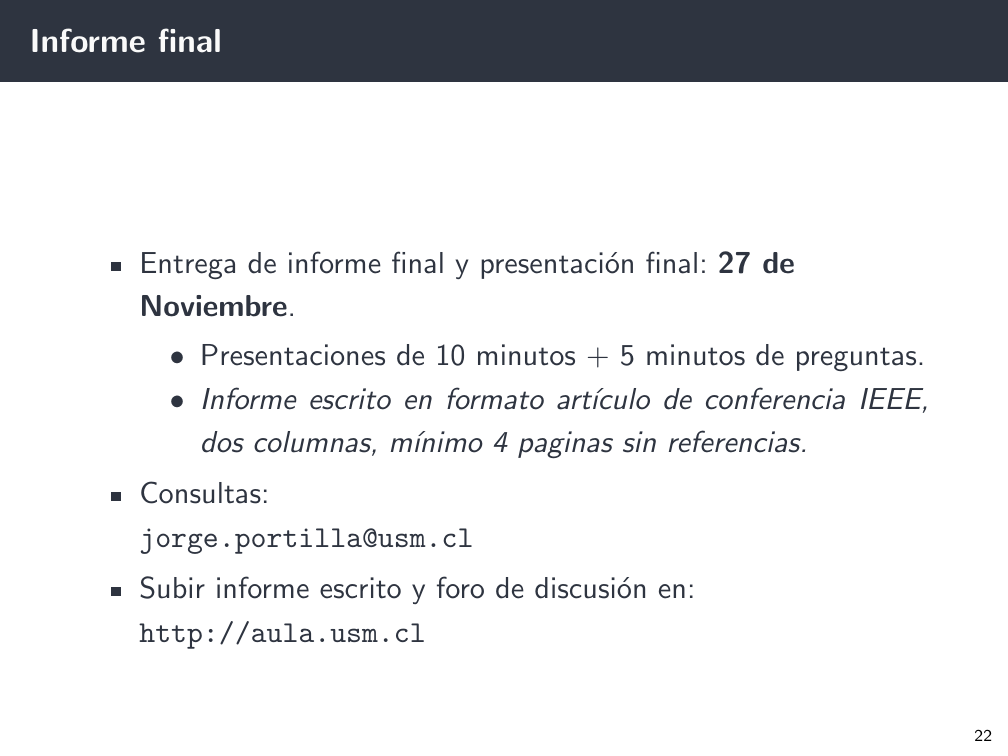 Informe final
▪ Entrega de informe final y presentación final: 27 de
Noviembre.
• Presentaciones de 10 minutos + 5 minutos de preguntas.
• Informe escrito en formato artículo de conferencia IEEE,
dos columnas, mínimo 4 paginas sin referencias.
▪ Consultas:
jorge.portilla@usm.cl
▪ Subir informe escrito y foro de discusión en:
http://aula.usm.cl
22